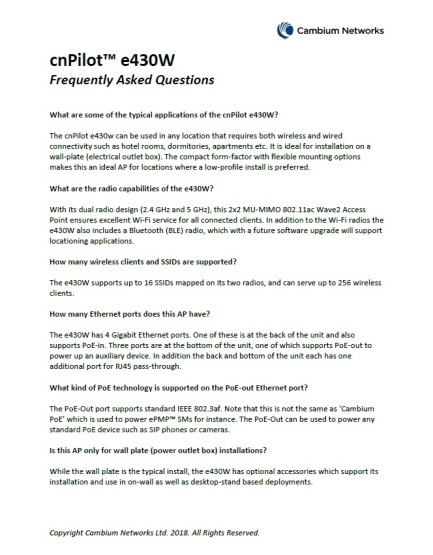 Cambium Networks
cnPilot™ e430W
Frequently Asked Questions
What are some of the typical applications of the cnPilot e430W?
The cnPilot e430w can be used in any location that requires both wireless and wired
connectivity such as hotel rooms, dormitories, apartments etc. It is ideal for installation on a
wall-plate (electrical outlet box). The compact form-factor with flexible mounting options
makes this an ideal AP for locations where a low-profile install is preferred.
What are the radio capabilities of the e430W?
With its dual radio design (2.4 GHz and 5 GHz), this 2x2 MU-MIMO 802.11ac Wave2 Access
Point ensures excellent Wi-Fi service for all connected clients. In addition to the Wi-Fi radios the
e430W also includes a Bluetooth (BLE) radio, which with a future software upgrade will support
locationing applications.
How many wireless clients and SSIDs are supported?
The e430W supports up to 16 SSIDs mapped on its two radios, and can serve up to 256 wireless
clients.
How many Ethernet ports does this AP have?
The e430W has 4 Gigabit Ethernet ports. One of these is at the back of the unit and also
supports PoE-in. Three ports are at the bottom of the unit, one of which supports PoE-out to
power up an auxiliary device. In addition the back and bottom of the unit each has one
additional port for RJ45 pass-through.
What kind of PoE technology is supported on the PoE-out Ethernet port?
The PoE-Out port supports standard IEEE 802.3af. Note that this is not the same as ‘Cambium
PoE’ which is used to power ePMP™ SMs for instance. The PoE-Out can be used to power any
standard PoE device such as SIP phones or cameras.
Is this AP only for wall plate (power outlet box) installations?
While the wall plate is the typical install, the e430W has optional accessories which support its
installation and use in on-wall as well as desktop-stand based deployments.
Copyright Cambium Networks Ltd. 2018. All Rights Reserved.